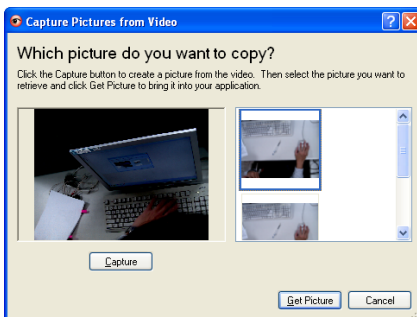 Capture Pictures from Video
Which picture do you want to copy?
Click the Capture button to create a picture from the video. Then select the picture you want to
retrieve and click Get Picture to bring it into your application.
Capture
Get Picture Cancel